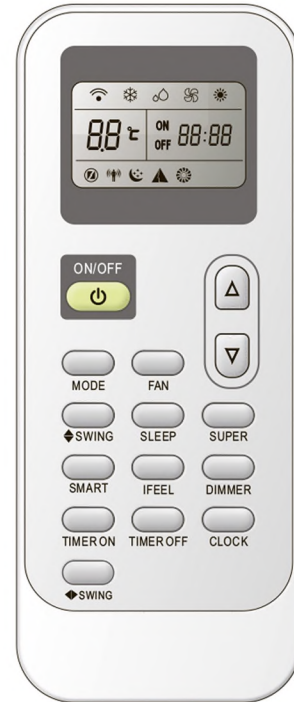 88 ℃ ON 88:88
OFF
ON/OFF
MODE FAN
SWING SLEEP SUPER
SMART IFEEL DIMMER
TIMER ON TIMER OFF CLOCK
SWING